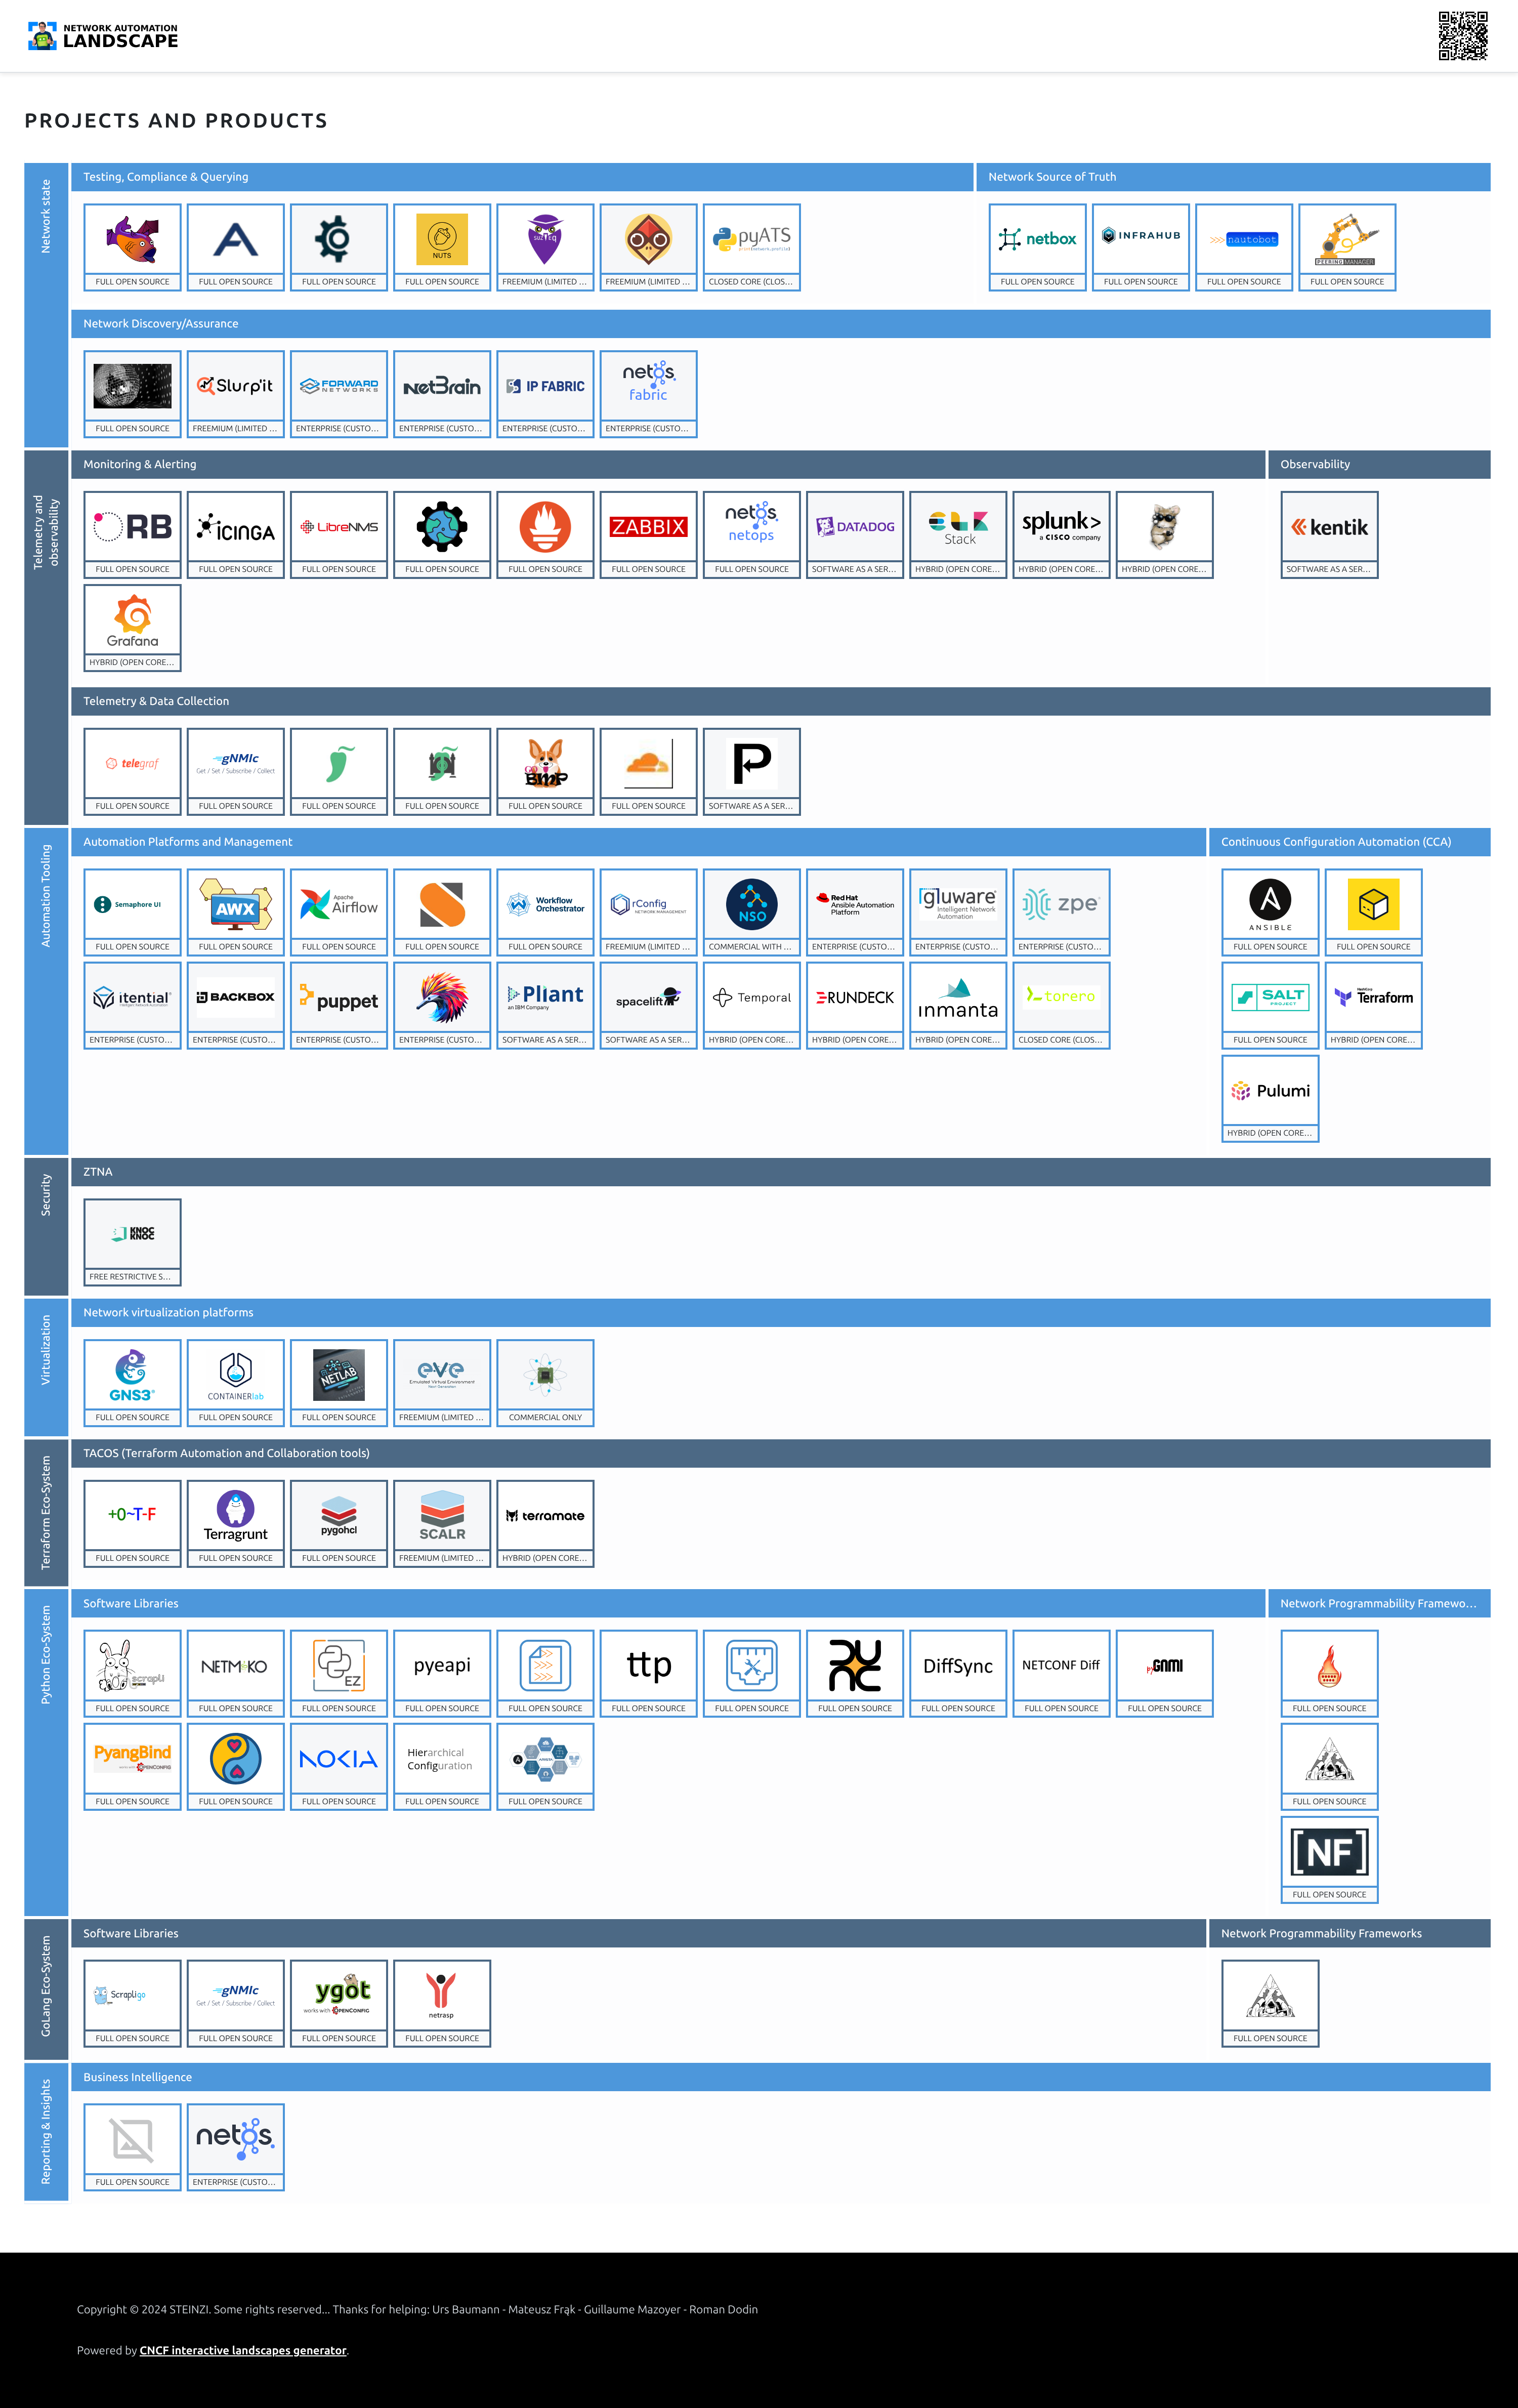 NETWORK AUTOMATION
LANDSCAPE
PROJECTS AND PRODUCTS
Network state
Testing, Compliance & Querying
NUTS
SUZ
pyATS
FULL OPEN SOURCE
FULL OPEN SOURCE
FULL OPEN SOURCE
FULL OPEN SOURCE
FREEMIUM (LIMITED ...
FREEMIUM (LIMITED ...
CLOSED CORE (CLOS...
Network Source of Truth
netbox
INFRAHUB
>>> nautobot
PEERING MANAGER
FULL OPEN SOURCE
FULL OPEN SOURCE
FULL OPEN SOURCE
FULL OPEN SOURCE
Network Discovery/Assurance
Slurp'it
FORWARD
NETWORKS
NetBrain
IP FABRIC
netos
fabric
FULL OPEN SOURCE
FREEMIUM (LIMITED ...
ENTERPRISE (CUSTO...
ENTERPRISE (CUSTO...
ENTERPRISE (CUSTO...
ENTERPRISE (CUSTO...
Telemetry and
observability
Monitoring & Alerting
RB
ICINGA
LibreNMS
ZABBIX
netos
netops
DATADOG
Stack
splunk>
a CISCO company
FULL OPEN SOURCE
FULL OPEN SOURCE
FULL OPEN SOURCE
FULL OPEN SOURCE
FULL OPEN SOURCE
FULL OPEN SOURCE
FULL OPEN SOURCE
SOFTWARE AS A SER...
HYBRID (OPEN CORE...
HYBRID (OPEN CORE...
HYBRID (OPEN CORE...
Grafana
HYBRID (OPEN CORE...
Observability
kentik
SOFTWARE AS A SER...
Telemetry & Data Collection
telegraf
gNMIc
Get / Set / Subscribe / Collect
GO
BMP
P
FULL OPEN SOURCE
FULL OPEN SOURCE
FULL OPEN SOURCE
FULL OPEN SOURCE
FULL OPEN SOURCE
FULL OPEN SOURCE
SOFTWARE AS A SER...
Automation Tooling
Automation Platforms and Management
Semaphore UI
AWX
Apache
Airflow
Workflow
Orchestrator
rConfig
NETWORK MANAGEMENT
NSO
Red Hat
Ansible Automation
Platform
gluware
Intelligent Network
Automation
zpe
FULL OPEN SOURCE
FULL OPEN SOURCE
FULL OPEN SOURCE
FULL OPEN SOURCE
FULL OPEN SOURCE
FREEMIUM (LIMITED ...
COMMERCIAL WITH ...
ENTERPRISE (CUSTO...
ENTERPRISE (CUSTO...
ENTERPRISE (CUSTO...
itential
BACKBOX
puppet
Pliant
an IBM Company
spacelift
Temporal
RUNDECK
inmanta
torero
ENTERPRISE (CUSTO...
ENTERPRISE (CUSTO...
ENTERPRISE (CUSTO...
ENTERPRISE (CUSTO...
SOFTWARE AS A SER...
SOFTWARE AS A SER...
HYBRID (OPEN CORE...
HYBRID (OPEN CORE...
HYBRID (OPEN CORE...
CLOSED CORE (CLOS...
Continuous Configuration Automation (CCA)
ANSIBLE
FULL OPEN SOURCE
FULL OPEN SOURCE
SALT
PROJECT
HashiCorp
Terraform
FULL OPEN SOURCE
HYBRID (OPEN CORE...
Pulumi
HYBRID (OPEN CORE...
Security
ZTNA
KNOC
KNOC
FREE RESTRICTIVE S...
Virtualization
Network virtualization platforms
GNS3
CONTAINERlab
NETLAB
eve
Emulated Virtual Environment
Next Generation
FULL OPEN SOURCE
FULL OPEN SOURCE
FULL OPEN SOURCE
FREEMIUM (LIMITED ...
COMMERCIAL ONLY
Terraform Eco-System
TACOS (Terraform Automation and Collaboration tools)
+0~T-F
Terragrunt
pygohcl
SCALR
terramate
FULL OPEN SOURCE
FULL OPEN SOURCE
FULL OPEN SOURCE
FREEMIUM (LIMITED ...
HYBRID (OPEN CORE...
Python Eco-System
Software Libraries
scrapli
NETMIKO
EZ
pyeapi
ttp
DiffSync
NETCONF Diff
pyGNMI
FULL OPEN SOURCE
FULL OPEN SOURCE
FULL OPEN SOURCE
FULL OPEN SOURCE
FULL OPEN SOURCE
FULL OPEN SOURCE
FULL OPEN SOURCE
FULL OPEN SOURCE
FULL OPEN SOURCE
FULL OPEN SOURCE
FULL OPEN SOURCE
PyangBind
works with OPENCONFIG
NOKIA
Hierarchical
Configuration
FULL OPEN SOURCE
FULL OPEN SOURCE
FULL OPEN SOURCE
FULL OPEN SOURCE
FULL OPEN SOURCE
Network Programmability Framewo...
FULL OPEN SOURCE
FULL OPEN SOURCE
[NF]
FULL OPEN SOURCE
GoLang Eco-System
Software Libraries
Scrapligo
gNMIc
Get / Set / Subscribe / Collect
ygot
works with OPENCONFIG
netrasp
FULL OPEN SOURCE
FULL OPEN SOURCE
FULL OPEN SOURCE
FULL OPEN SOURCE
Network Programmability Frameworks
FULL OPEN SOURCE
Reporting & Insights
Business Intelligence
netos
FULL OPEN SOURCE
ENTERPRISE (CUSTO...
Copyright © 2024 STEINZI. Some rights reserved... Thanks for helping: Urs Baumann - Mateusz Frąk - Guillaume Mazoyer - Roman Dodin
Powered by CNCF interactive landscapes generator.